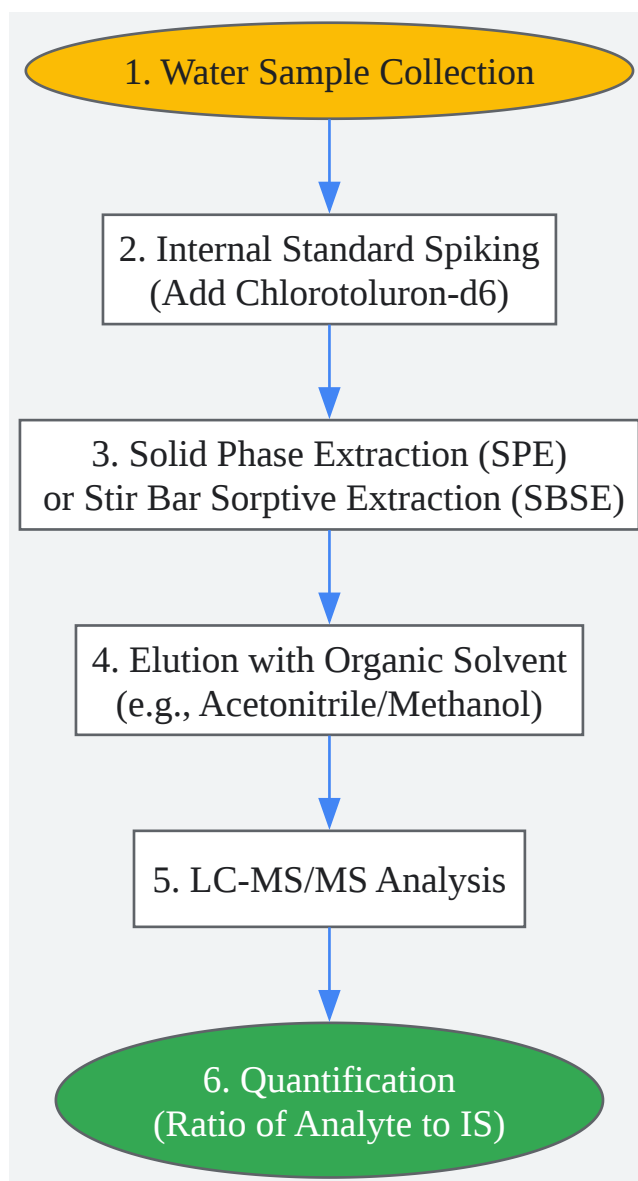 1. Water Sample Collection
2. Internal Standard Spiking
(Add Chlorotoluron-d6)
3. Solid Phase Extraction (SPE)
or Stir Bar Sorptive Extraction (SBSE)
4. Elution with Organic Solvent
(e.g., Acetonitrile/Methanol)
5. LC-MS/MS Analysis
6. Quantification
(Ratio of Analyte to IS)